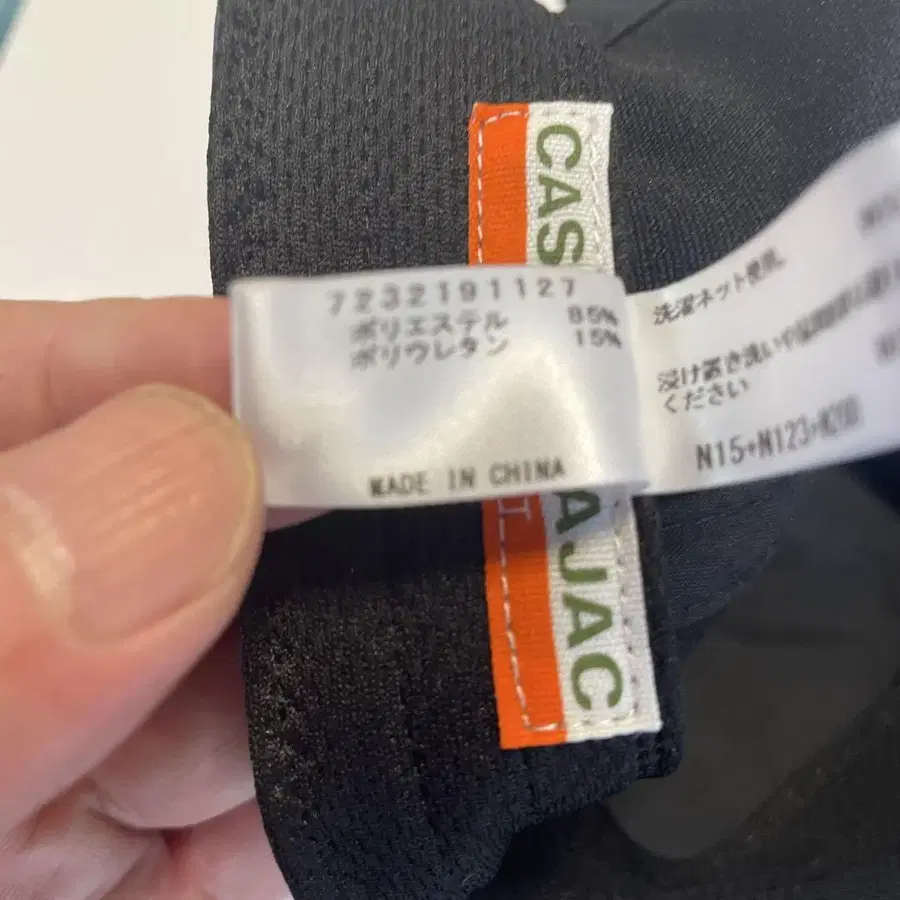 CAS
AJAC
7232191127
ポリエステル 85%
ポリウレタン 15%
MADE IN CHINA
洗濯ネット使用。
浸け置き洗いや
ください
N15+N123+N200